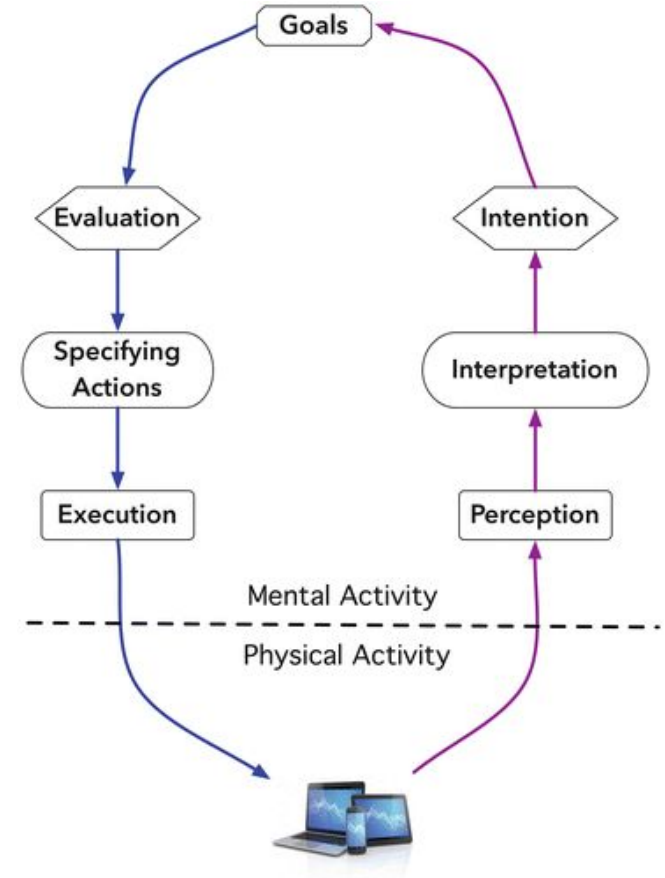 Goals
Evaluation
Intention
Specifying
Actions
Interpretation
Execution
Perception
Mental Activity
Physical Activity